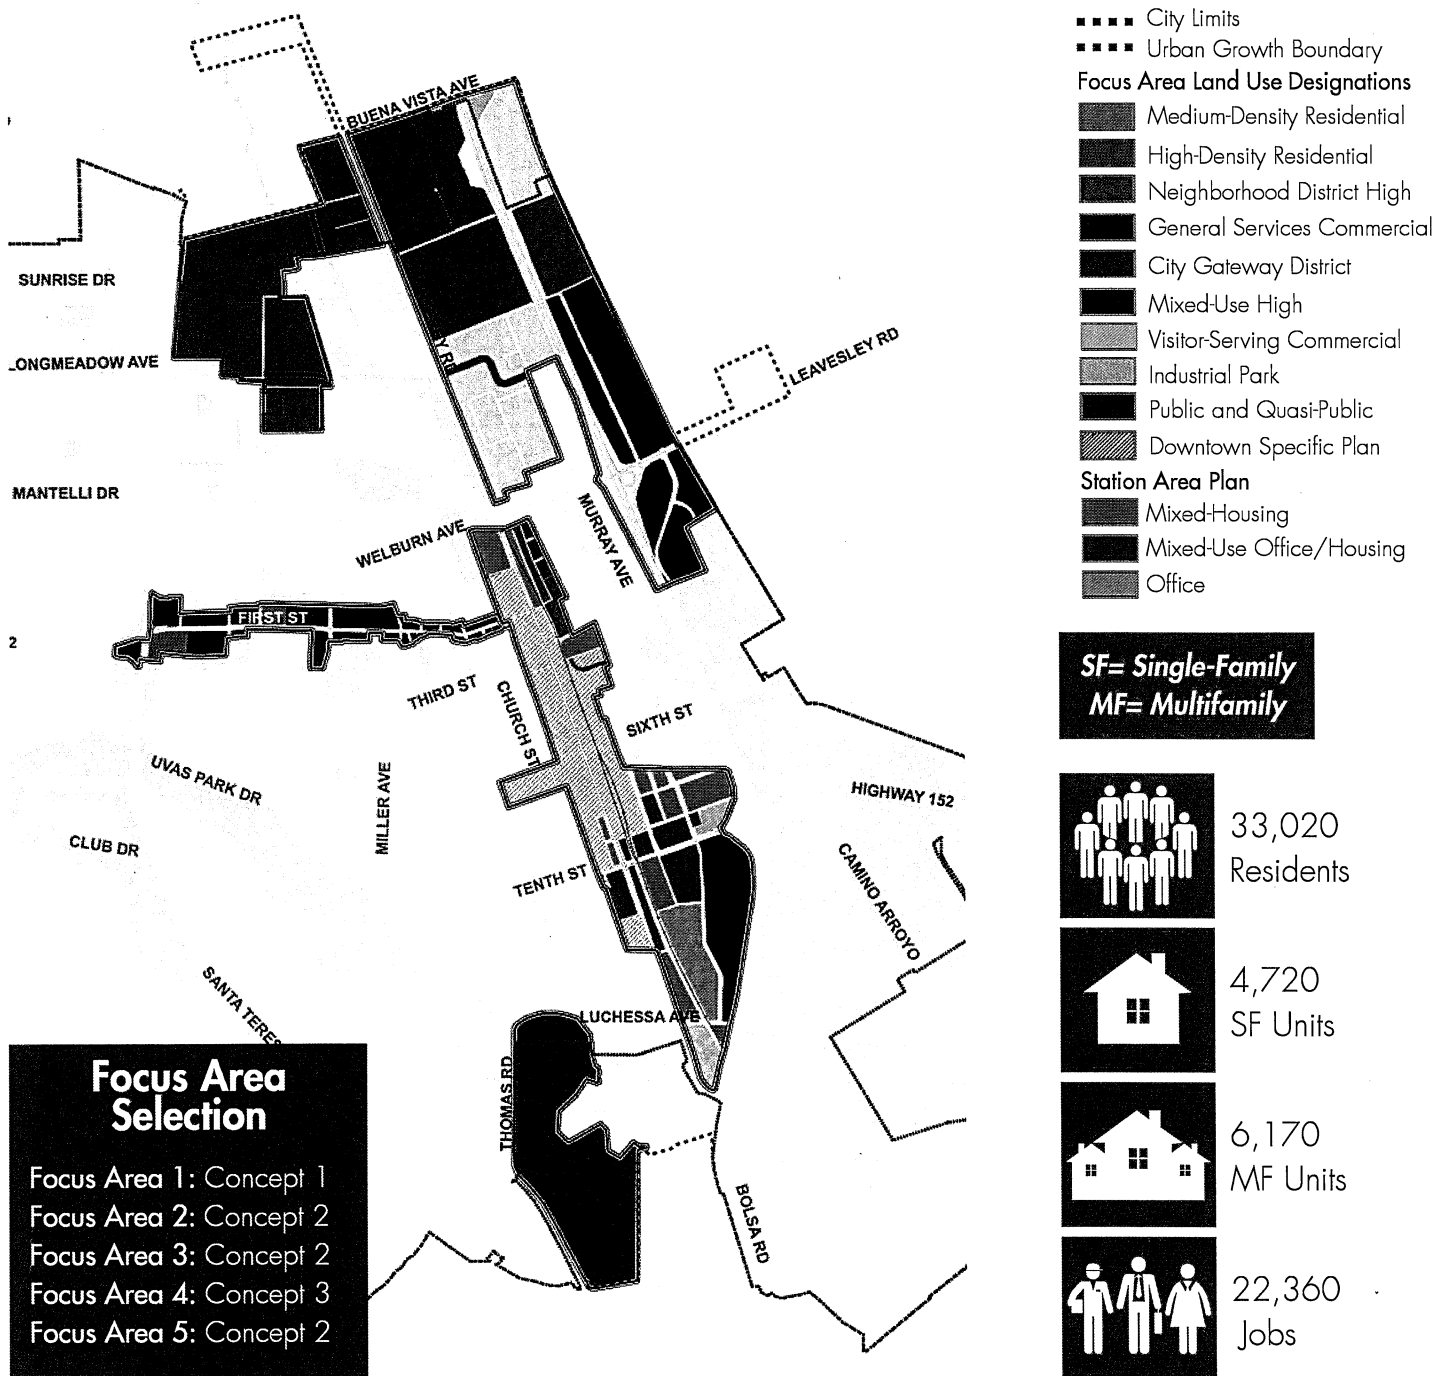 City Limits
Urban Growth Boundary
Focus Area Land Use Designations
Medium-Density Residential
High-Density Residential
Neighborhood District High
General Services Commercial
City Gateway District
Mixed-Use High
Visitor-Serving Commercial
Industrial Park
Public and Quasi-Public
Downtown Specific Plan
Station Area Plan
Mixed-Housing
Mixed-Use Office/Housing
Office
SF= Single-Family
MF= Multifamily
33,020
Residents
4,720
SF Units
6,170
MF Units
22,360
Jobs
BUENA VISTA AVE
SUNRISE DR
LONGMEADOW AVE
LEAVESLEY RD
MANTELLI DR
WELBURN AVE
MURRAY AVE
FIRST ST
2
THIRD ST
CHURCH ST
SIXTH ST
UVAS PARK DR
MILLER AVE
HIGHWAY 152
CLUB DR
TENTH ST
CAMINO ARROYO
SANTA TERES
LUCHESSA AVE
THOMAS RD
BOLSA RD
Focus Area
Selection
Focus Area 1: Concept 1
Focus Area 2: Concept 2
Focus Area 3: Concept 2
Focus Area 4: Concept 3
Focus Area 5: Concept 2